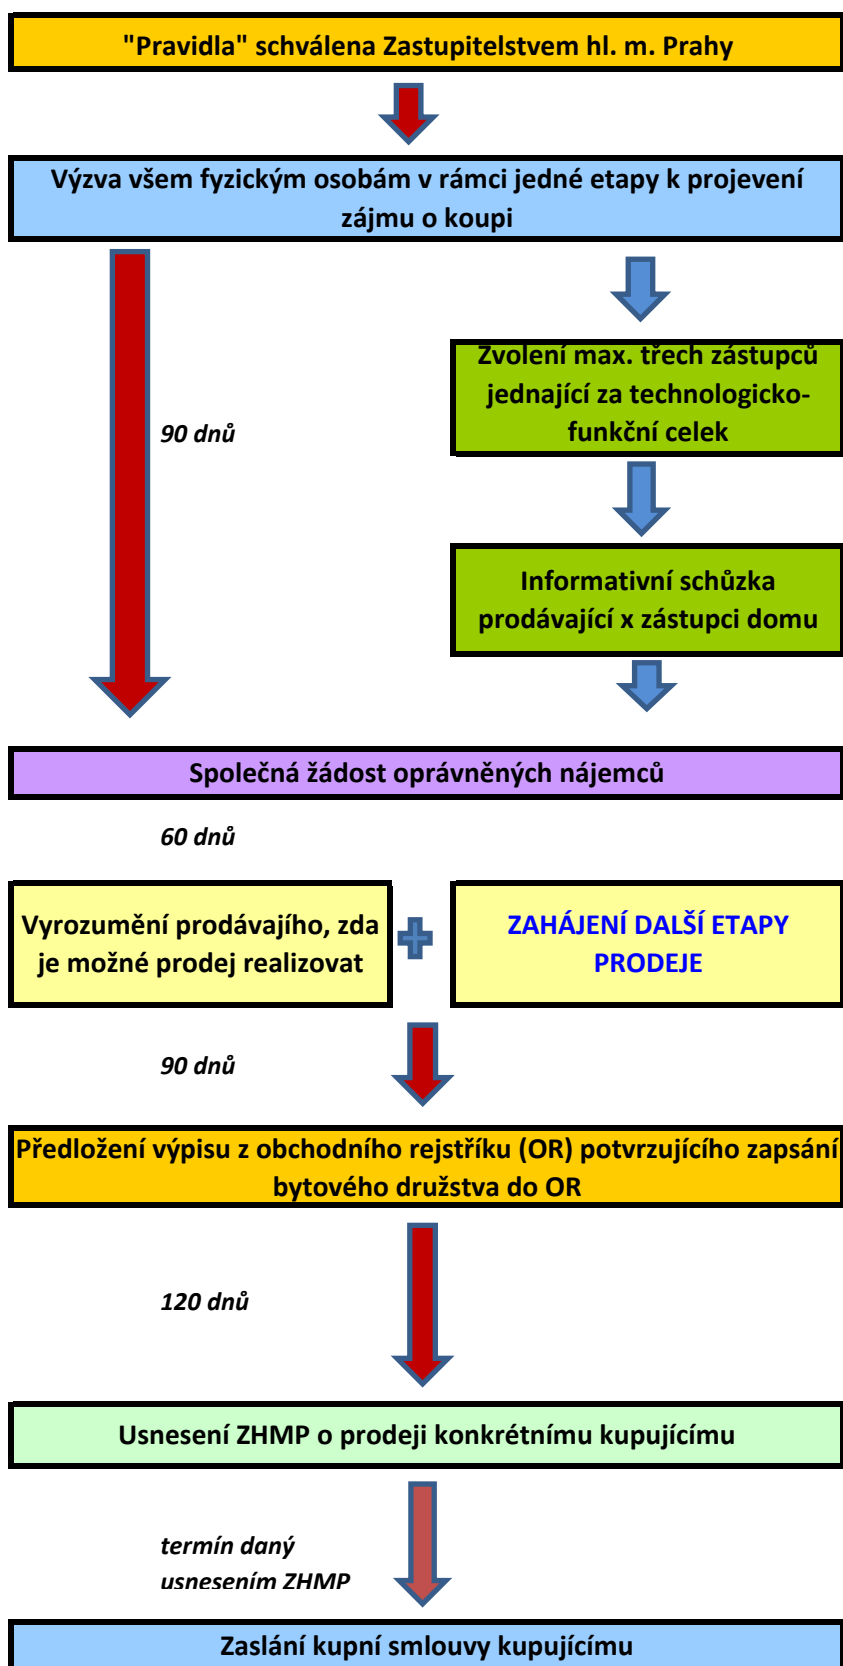 "Pravidla" schválena Zastupitelstvem hl. m. Prahy
Výzva všem fyzickým osobám v rámci jedné etapy k projevení
zájmu o koupi
90 dnů
Zvolení max. třech zástupců
jednající za technologicko-
funkční celek
Informativní schůzka
prodávající x zástupci domu
Společná žádost oprávněných nájemců
60 dnů
Vyrozumění prodávajího, zda
je možné prodej realizovat
ZAHÁJENÍ DALŠÍ ETAPY
PRODEJE
90 dnů
Předložení výpisu z obchodního rejstříku (OR) potvrzujícího zapsání
bytového družstva do OR
120 dnů
Usnesení ZHMP o prodeji konkrétnímu kupujícímu
termín daný
usnesením ZHMP
Zaslání kupní smlouvy kupujícímu